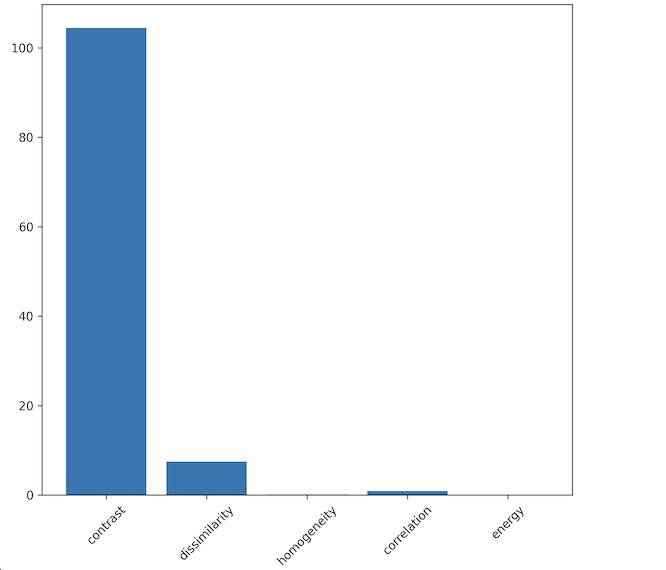 100
80
60
40
20
0
contrast
dissimilarity
homogeneity
correlation
energy